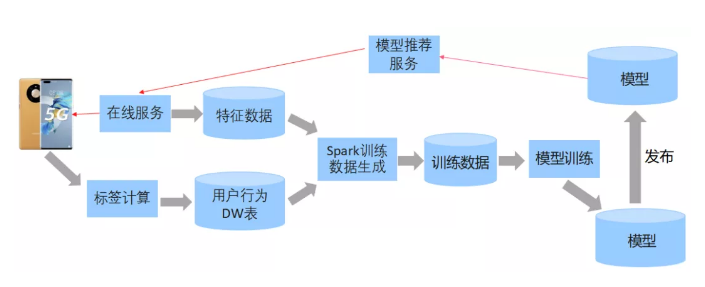 模型推荐
服务
模型
5G
在线服务
特征数据
Spark训练
数据生成
训练数据
模型训练
发布
标签计算
用户行为
DW表
模型